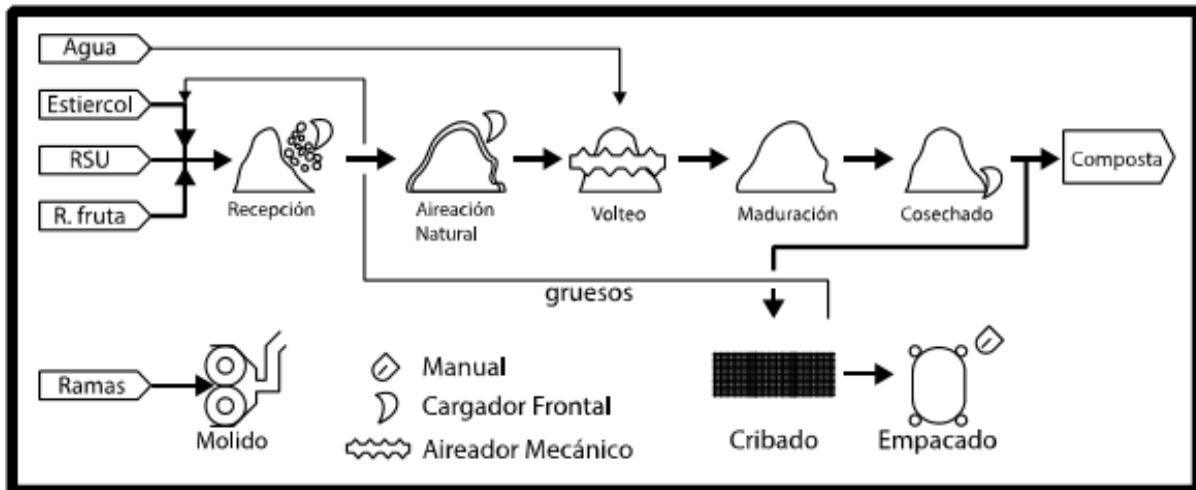 Agua
Estiercol
RSU
R. fruta
Recepción
Aireación
Natural
Volteo
Maduración
Cosechado
Composta
gruesos
Ramas
Molido
Manual
Cargador Frontal
Aireador Mecánico
Cribado
Empacado